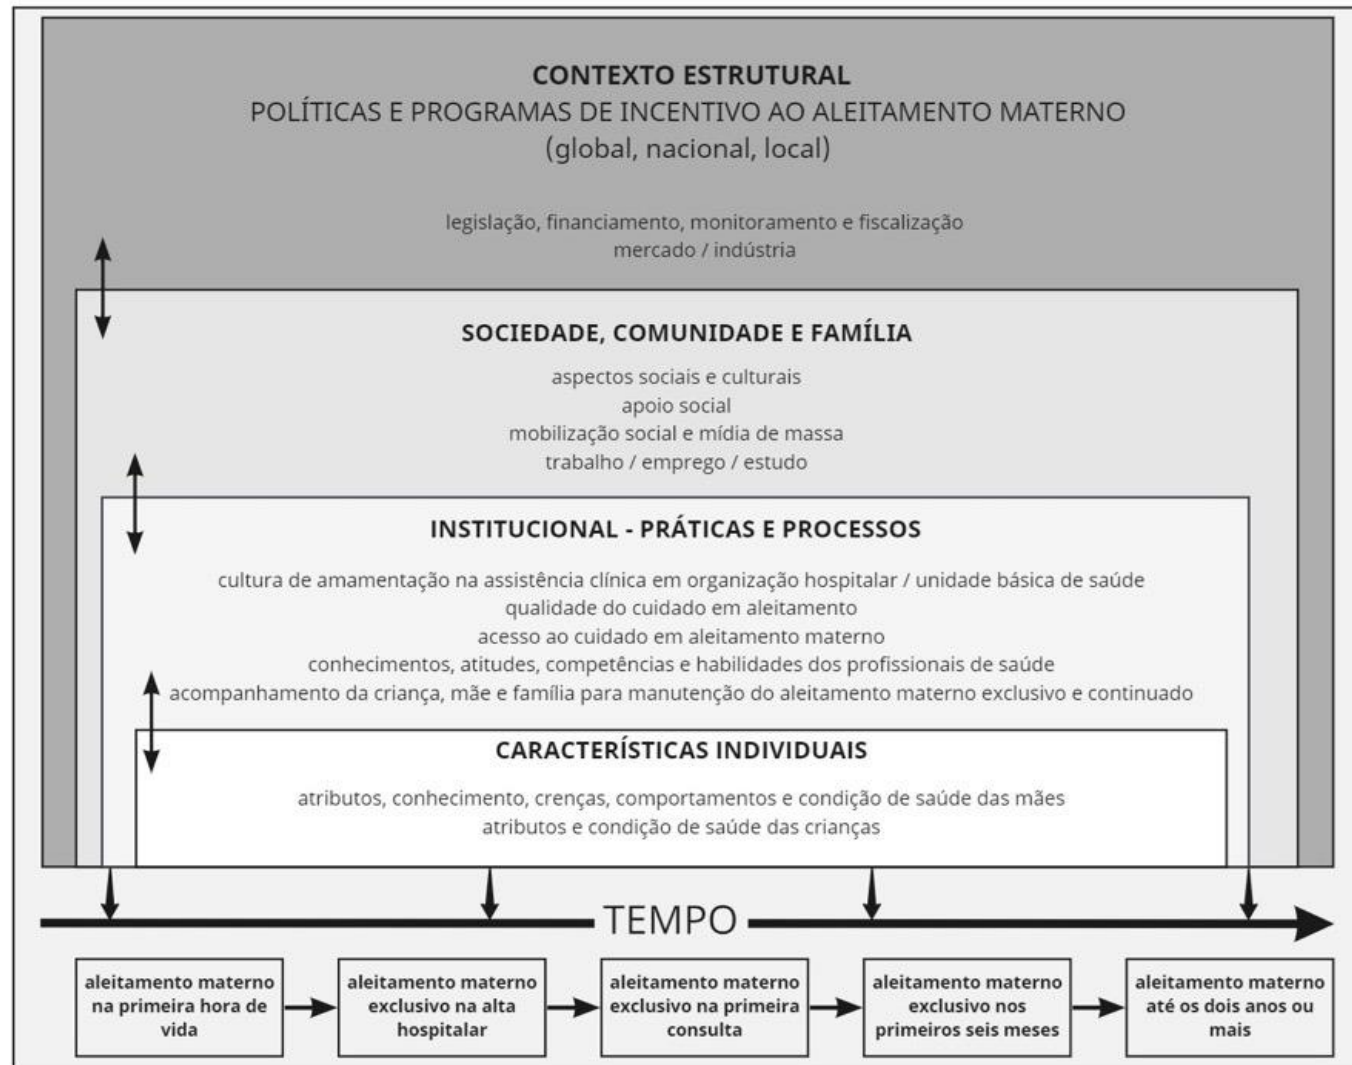 CONTEXTO ESTRUTURAL
POLÍTICAS E PROGRAMAS DE INCENTIVO AO ALEITAMENTO MATERNO
(global, nacional, local)
legislação, financiamento, monitoramento e fiscalização
mercado / indústria
SOCIEDADE, COMUNIDADE E FAMÍLIA
aspectos sociais e culturais
apoio social
mobilização social e mídia de massa
trabalho / emprego / estudo
INSTITUCIONAL - PRÁTICAS E PROCESSOS
cultura de amamentação na assistência clínica em organização hospitalar / unidade básica de saúde
qualidade do cuidado em aleitamento
acesso ao cuidado em aleitamento materno
conhecimentos, atitudes, competências e habilidades dos profissionais de saúde
acompanhamento da criança, mãe e família para manutenção do aleitamento materno exclusivo e continuado
CARACTERÍSTICAS INDIVIDUAIS
atributos, conhecimento, crenças, comportamentos e condição de saúde das mães
atributos e condição de saúde das crianças
TEMPO
aleitamento materno
na primeira hora de
vida
aleitamento materno
exclusivo na alta
hospitalar
aleitamento materno
exclusivo na primeira
consulta
aleitamento materno
exclusivo nos
primeiros seis meses
aleitamento materno
até os dois anos ou
mais